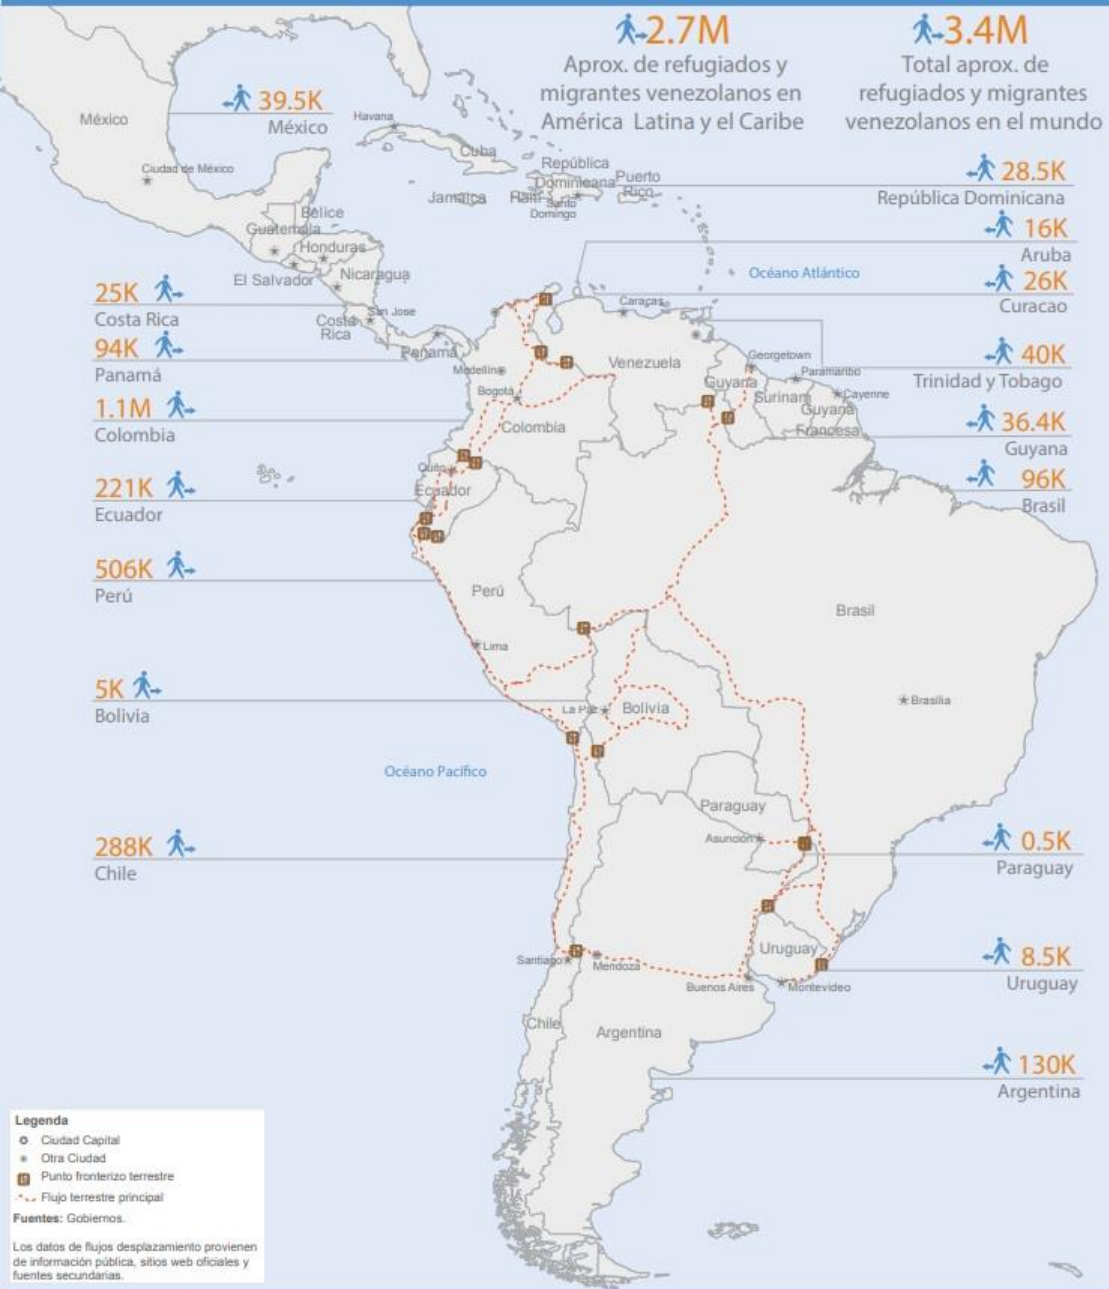 2.7M
Aprox. de refugiados y
migrantes venezolanos en
América Latina y el Caribe
3.4M
Total aprox. de
refugiados y migrantes
venezolanos en el mundo
39.5K
México
28.5K
República Dominicana
16K
Aruba
26K
Curacao
40K
Trinidad y Tobago
36.4K
Guyana
96K
Brasil
25K
Costa Rica
94K
Panamá
1.1M
Colombia
221K
Ecuador
506K
Perú
5K
Bolivia
288K
Chile
0.5K
Paraguay
8.5K
Uruguay
130K
Argentina
México
Ciudad de México
Havana
Cuba
Jamaica
Haití
República
Dominicana
Santo
Domingo
Puerto
Rico
Belice
Guatemala
Honduras
El Salvador
Nicaragua
San Jose
Costa
Rica
Panamá
Océano Atlántico
Caracas
Venezuela
Medellín
Bogotá
Colombia
Georgetown
Guyana
Paramaribo
Surinam
Cayenne
Guyana
Francesa
Quito
Ecuador
Perú
Lima
Brasil
Brasilia
La Paz
Bolivia
Océano Pacífico
Paraguay
Asunción
Uruguay
Santiago
Mendoza
Buenos Aires
Montevideo
Chile
Argentina
Legenda
Ciudad Capital
Otra Ciudad
Punto fronterizo terrestre
Flujo terrestre principal
Fuentes: Gobiernos.
Los datos de flujos desplazamiento provienen
de información pública, sitios web oficiales y
fuentes secundarias.